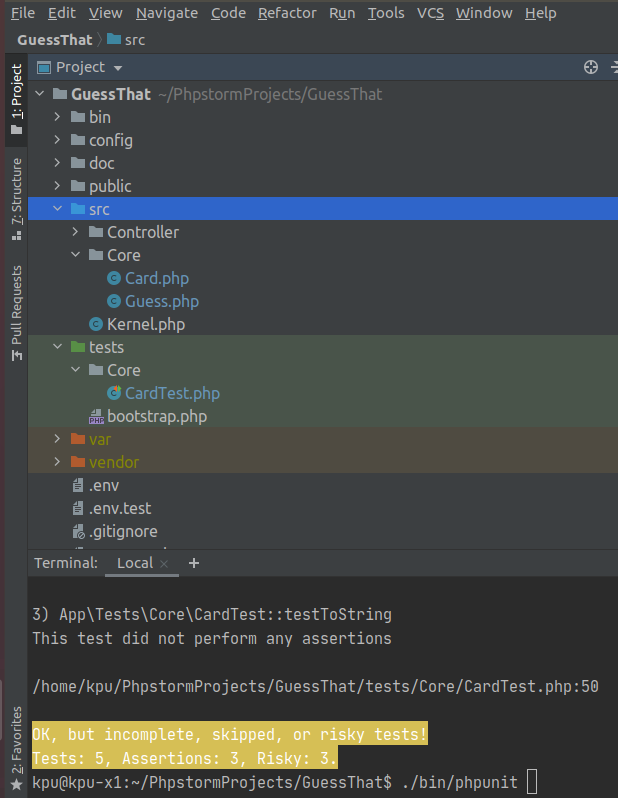 File Edit View Navigate Code Refactor Run Tools VCS Window Help
GuessThat src
Project
1: Project
GuessThat ~/PhpstormProjects/GuessThat
bin
config
doc
public
7: Structure
src
Controller
Core
Card.php
Guess.php
Kernel.php
Pull Requests
tests
Core
CardTest.php
bootstrap.php
var
vendor
.env
.env.test
.gitignore
Terminal: Local × +
3) App\Tests\Core\CardTest::testToString
This test did not perform any assertions
/home/kpu/PhpstormProjects/GuessThat/tests/Core/CardTest.php:50
OK, but incomplete, skipped, or risky tests!
Tests: 5, Assertions: 3, Risky: 3.
kpu@kpu-x1:~/PhpstormProjects/GuessThat$ ./bin/phpunit
2: Favorites